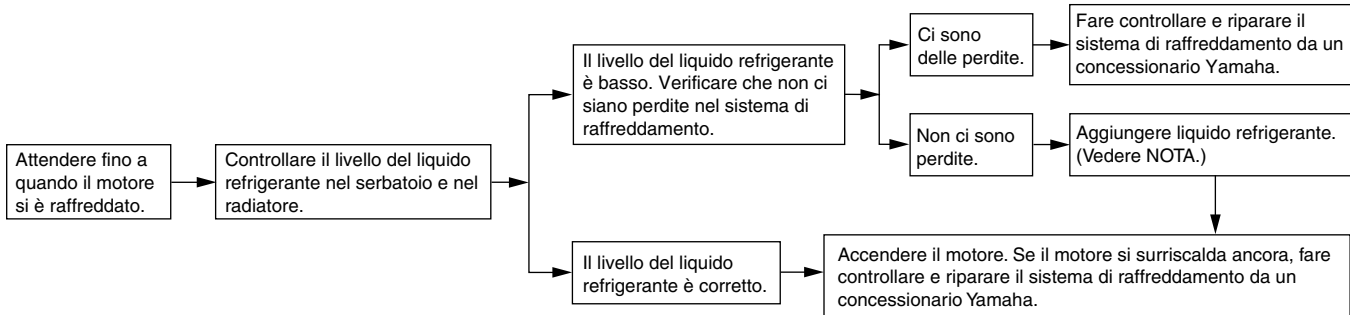 Attendere fino a
quando il motore
si è raffreddato.
Controllare il livello del liquido
refrigerante nel serbatoio e nel
radiatore.
Il livello del liquido refrigerante
è basso. Verificare che non ci
siano perdite nel sistema di
raffreddamento.
Ci sono
delle perdite.
Fare controllare e riparare il
sistema di raffreddamento da un
concessionario Yamaha.
Non ci sono
perdite.
Aggiungere liquido refrigerante.
(Vedere NOTA.)
Il livello del liquido
refrigerante è corretto.
Accendere il motore. Se il motore si surriscalda ancora, fare
controllare e riparare il sistema di raffreddamento da un
concessionario Yamaha.